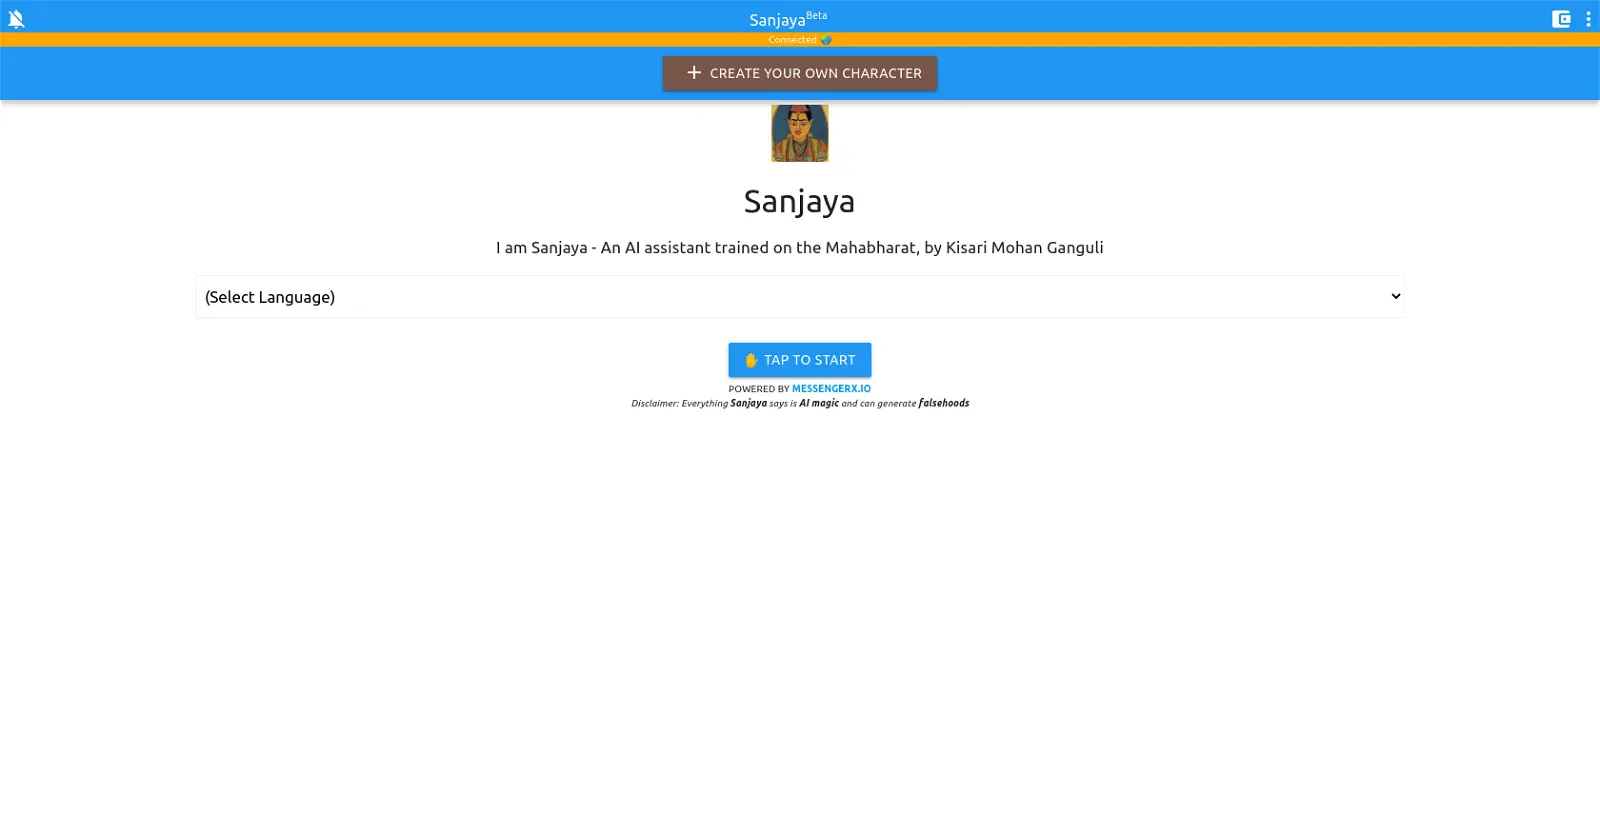 SanjayaBeta
Connected
CREATE YOUR OWN CHARACTER
Sanjaya
I am Sanjaya - An AI assistant trained on the Mahabharat, by Kisari Mohan Ganguli
(Select Language)
TAP TO START
POWERED BY MESSENGERX.IO
Disclaimer: Everything Sanjaya says is AI magic and can generate falsehoods